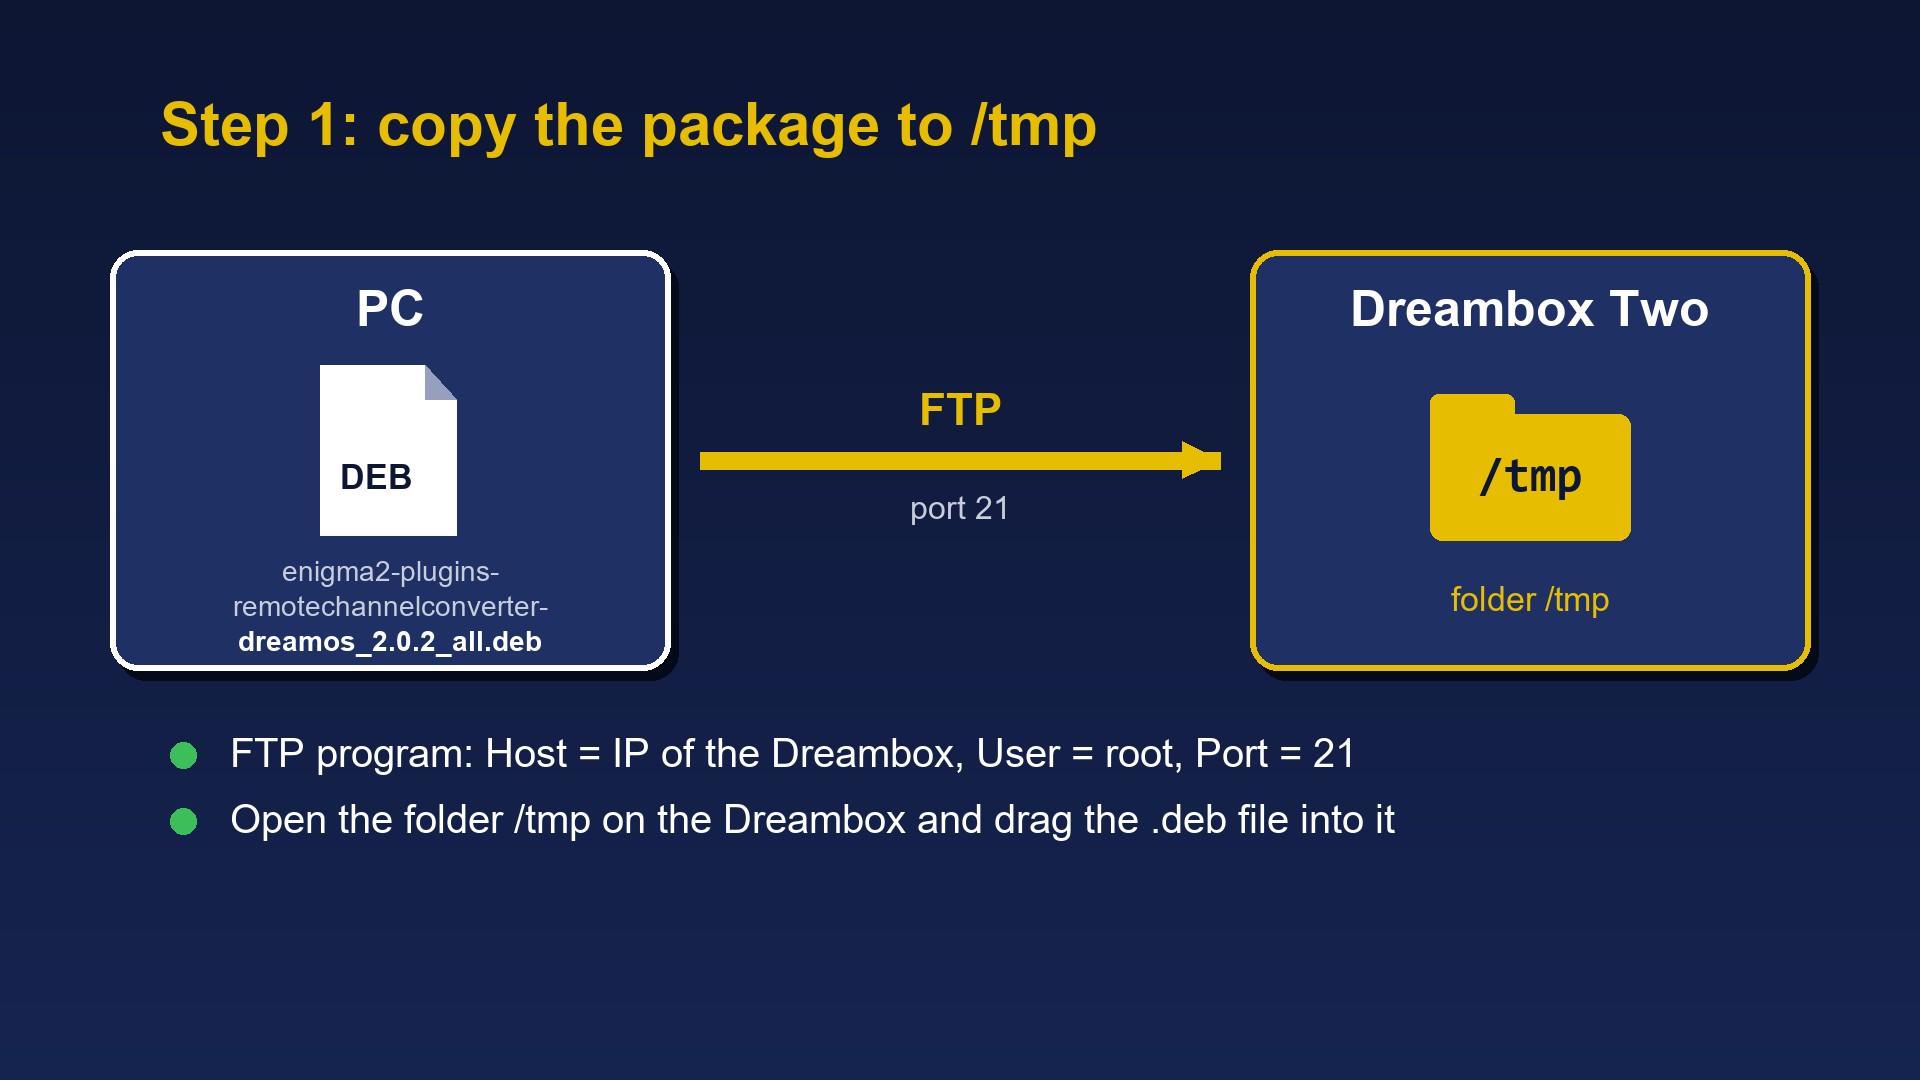 Step 1: copy the package to /tmp
PC
DEB
enigma2-plugins-
remotechannelconverter-
dreamos_2.0.2_all.deb
FTP
port 21
Dreambox Two
/tmp
folder /tmp
FTP program: Host = IP of the Dreambox, User = root, Port = 21
Open the folder /tmp on the Dreambox and drag the .deb file into it